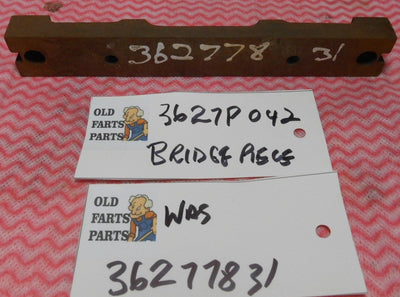 362778 31
OLD FARTS PARTS
3627P042
BRIDGE PIECE
OLD FARTS PARTS
WAS
36277831